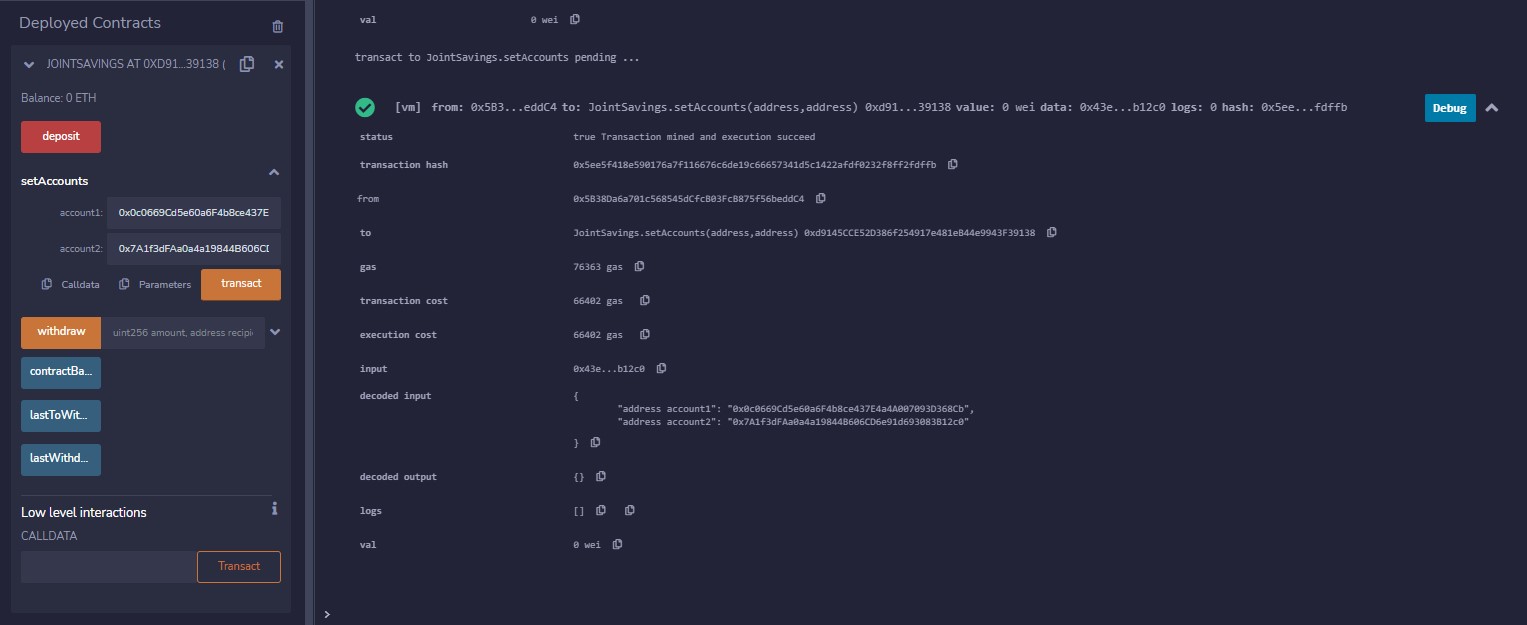 Deployed Contracts
JOINTSAVINGS AT 0XD91...39138 (
Balance: 0 ETH
deposit
setAccounts
account1: 0x0c0669Cd5e60a6F4b8ce437E
account2: 0x7A1f3dFAa0a4a19844B606CD
Calldata Parameters transact
withdraw uint256 amount, address recipi
contractBa...
lastToWit...
lastWithd...
Low level interactions
CALLDATA
Transact
val 0 wei
transact to JointSavings.setAccounts pending ...
[vm] from: 0x5B3...eddC4 to: JointSavings.setAccounts(address,address) 0xd91...39138 value: 0 wei data: 0x43e...b12c0 logs: 0 hash: 0x5ee...fdffb Debug
status true Transaction mined and execution succeed
transaction hash 0x5ee5f418e590176a7f116676c6de19c66657341d5c1422afdf0232f8ff2fdffb
from 0x5B38Da6a701c568545dCfcB03FcB875f56beddC4
to JointSavings.setAccounts(address,address) 0xd9145CCE52D386f254917e481eB44e9943F39138
gas 76363 gas
transaction cost 66402 gas
execution cost 66402 gas
input 0x43e...b12c0
decoded input {
"address account1": "0x0c0669Cd5e60a6F4b8ce437E4a4A007093D368Cb",
"address account2": "0x7A1f3dFAa0a4a19844B606CD6e91d693083B12c0"
}
decoded output {}
logs []
val 0 wei
>